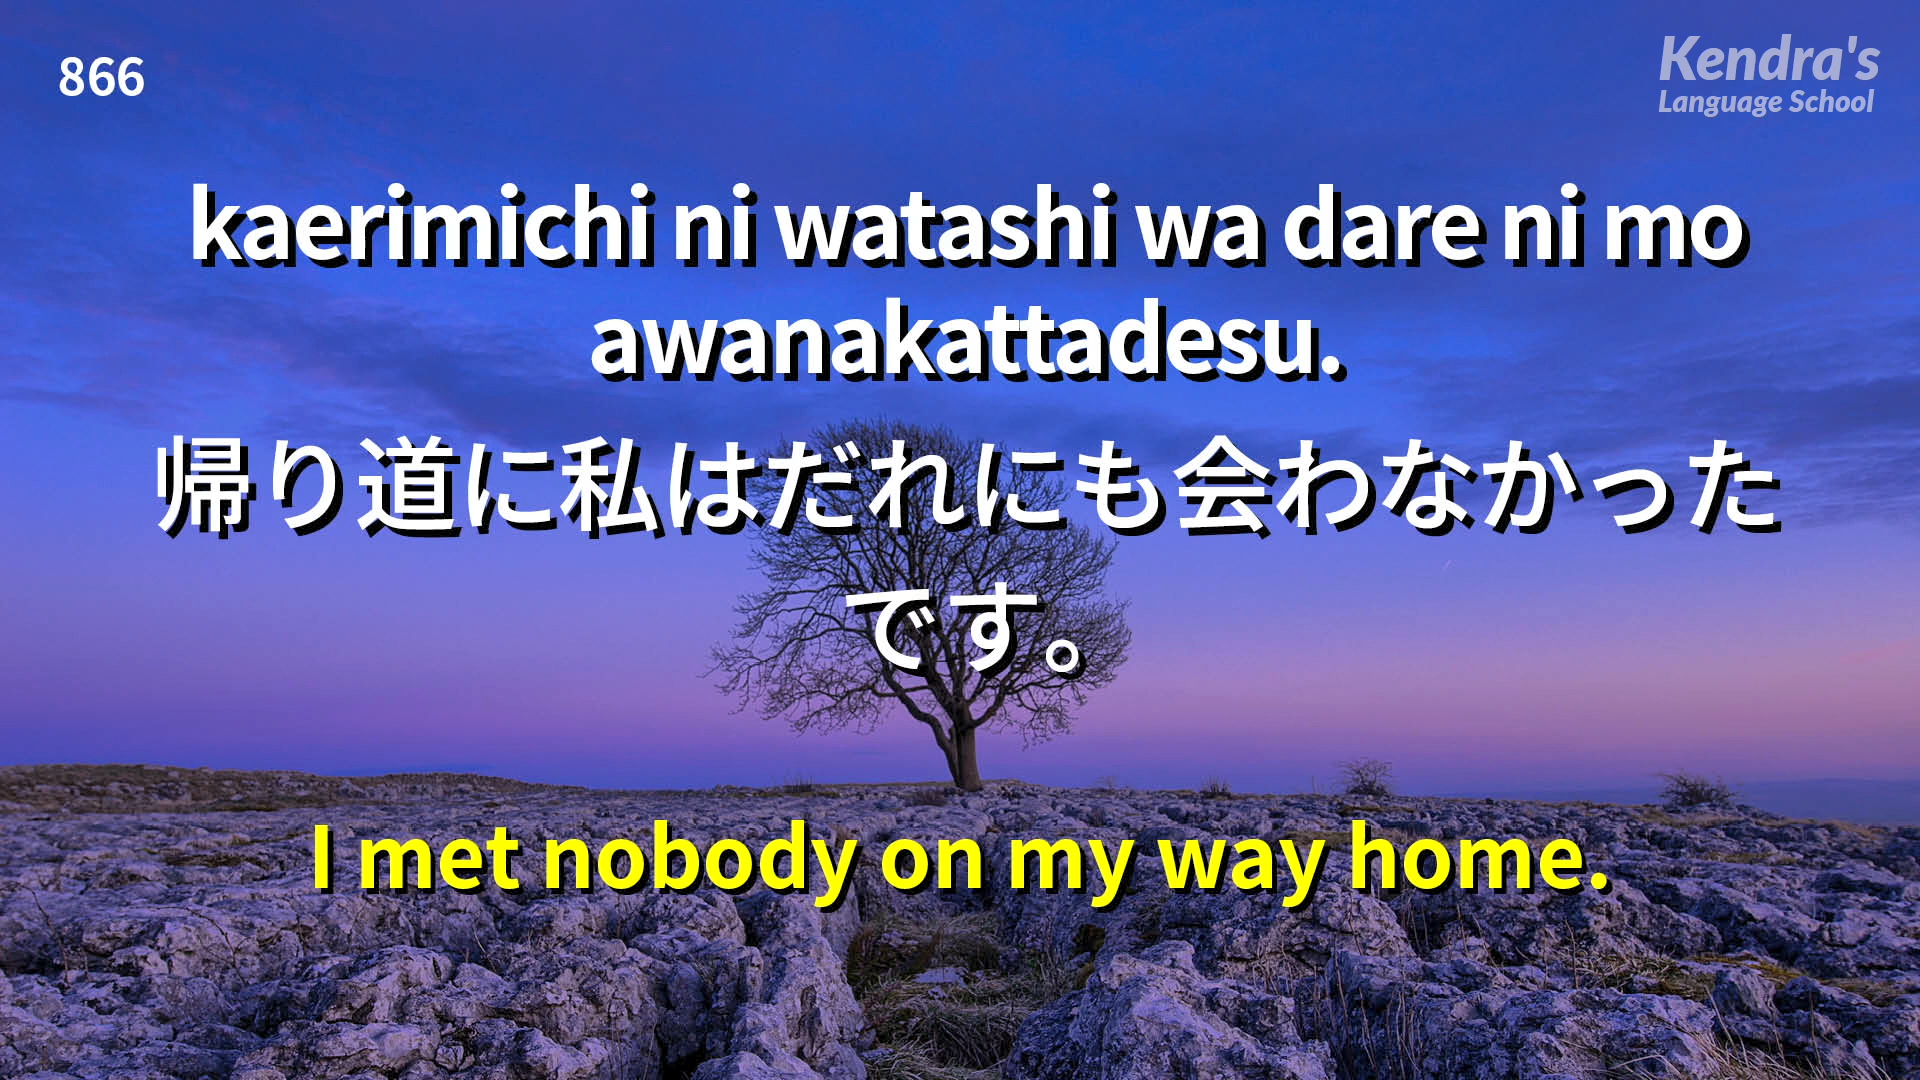 866
Kendra's
Language School
kaerimichi ni watashi wa dare ni mo
awanakattadesu.
帰り道に私はだれにも会わなかった
です。
I met nobody on my way home.